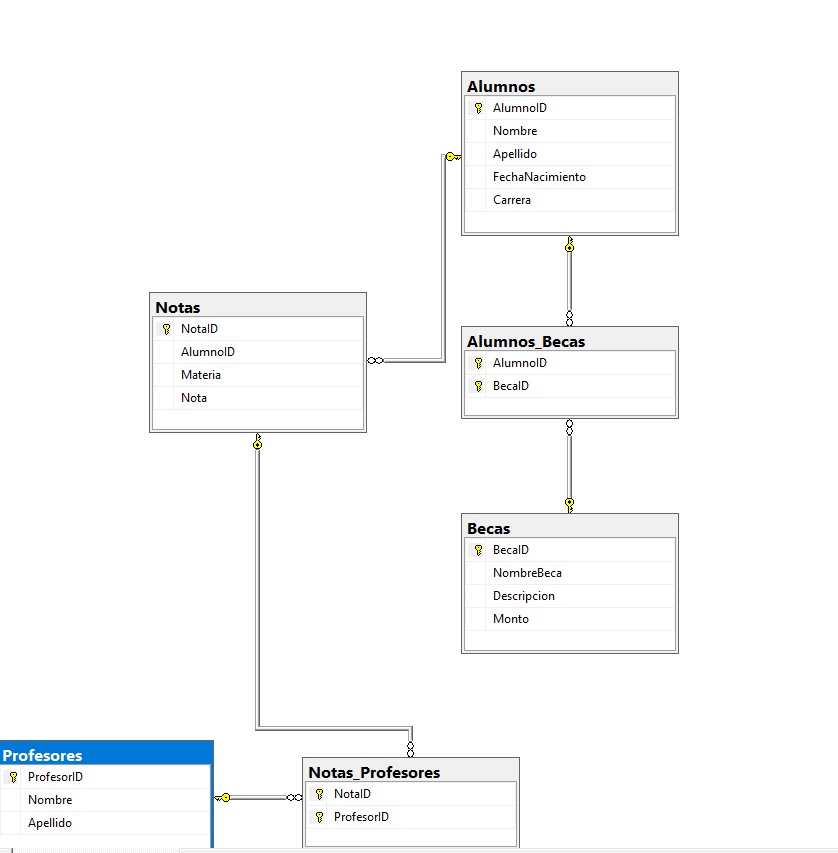 Alumnos
AlumnoID
Nombre
Apellido
FechaNacimiento
Carrera
Notas
NotaID
AlumnoID
Materia
Nota
Alumnos_Becas
AlumnoID
BecaID
Becas
BecaID
NombreBeca
Descripcion
Monto
Profesores
ProfesorID
Nombre
Apellido
Notas_Profesores
NotaID
ProfesorID